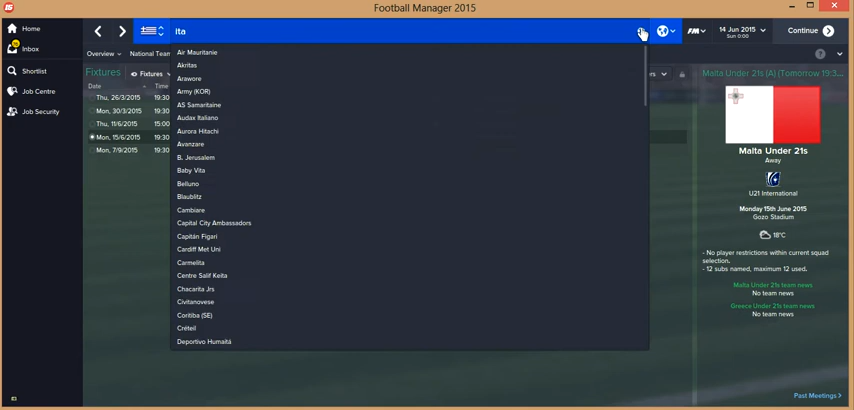 Football Manager 2015
Home
Inbox
Shortlist
Job Centre
Job Security
ita
FM
14 Jun 2015
Sun 0:00
Continue
Overview
National Team
Fixtures
Fixtures
Date
Time
Thu, 26/3/2015 19:30
Mon, 30/3/2015 19:30
Thu, 11/6/2015 15:00
Mon, 15/6/2015 19:30
Mon, 7/9/2015 19:30
Air Mauritanie
Akritas
Arawore
Army (KOR)
AS Samaritaine
Audax Italiano
Aurora Hitachi
Avanzare
B. Jerusalem
Baby Vita
Belluno
Blaublitz
Cambiare
Capital City Ambassadors
Capitán Figari
Cardiff Met Uni
Carmelita
Centre Salif Keita
Chacarita Jrs
Civitanovese
Coritiba (SE)
Créteil
Deportivo Humaitá
Malta Under 21s (A) (Tomorrow 19:3...
Malta Under 21s
Away
U21 International
Monday 15th June 2015
Gozo Stadium
18°C
- No player restrictions within current squad
selection.
- 12 subs named, maximum 12 used.
Malta Under 21s team news
No team news
Greece Under 21s team news
No team news
Past Meetings >